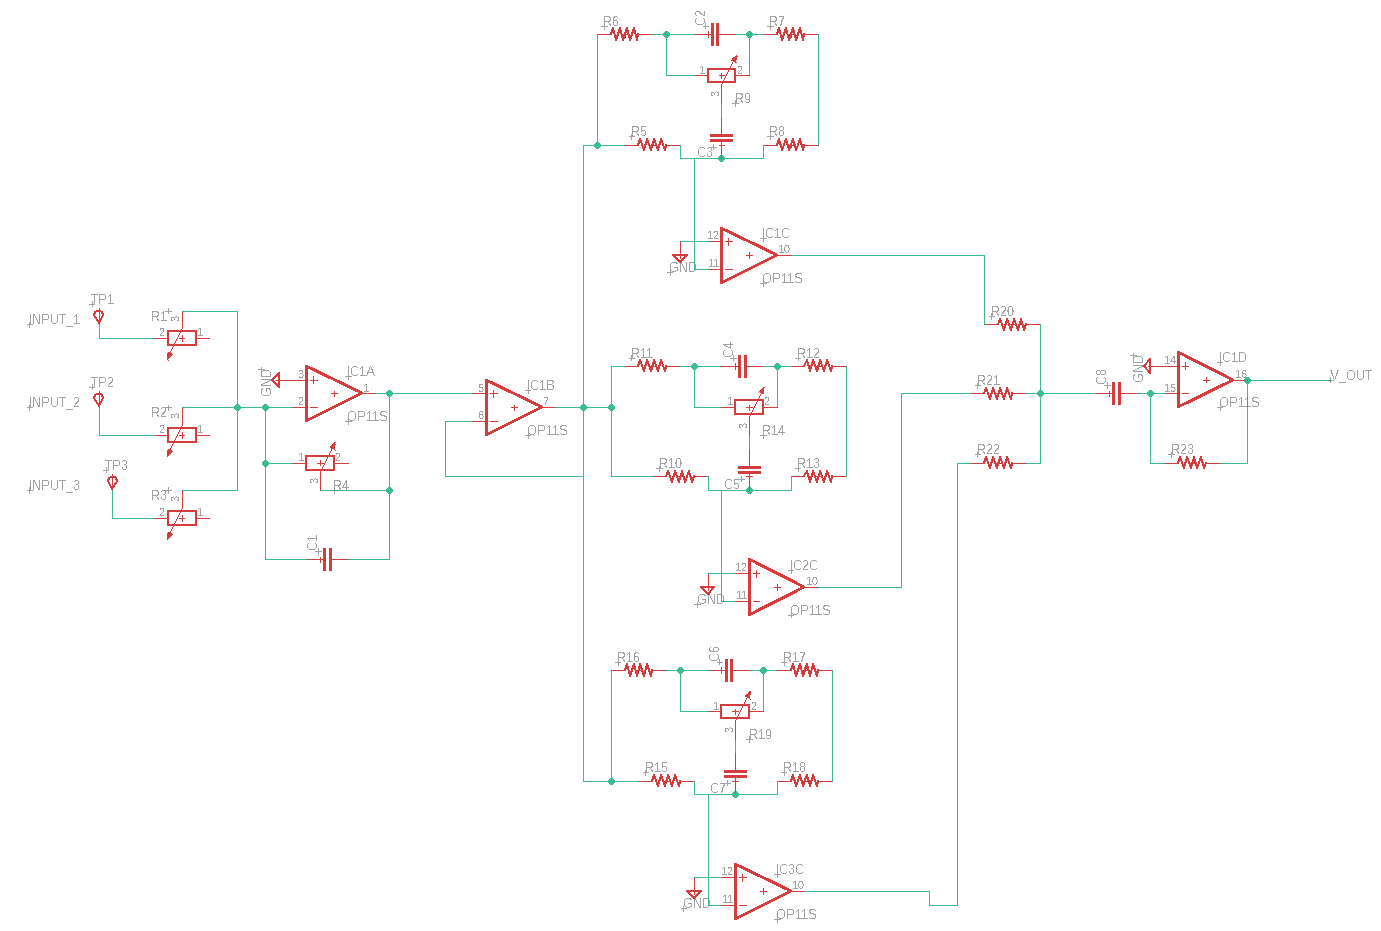 R6
C2
R7
1
2
3
R9
R5
C3
R8
12
11
10
IC1C
OP11S
GND
TP1
INPUT_1
R1
3
2
1
TP2
INPUT_2
R2
3
2
1
TP3
INPUT_3
R3
3
2
1
GND
3
2
1
IC1A
OP11S
1
2
3
R4
C1
5
6
7
IC1B
OP11S
R11
C4
R12
1
2
3
R14
R10
C5
R13
12
11
10
IC2C
OP11S
GND
R16
C6
R17
1
2
3
R19
R15
C7
R18
12
11
10
IC3C
OP11S
GND
R20
R21
R22
C8
GND
14
15
16
IC1D
OP11S
R23
V_OUT